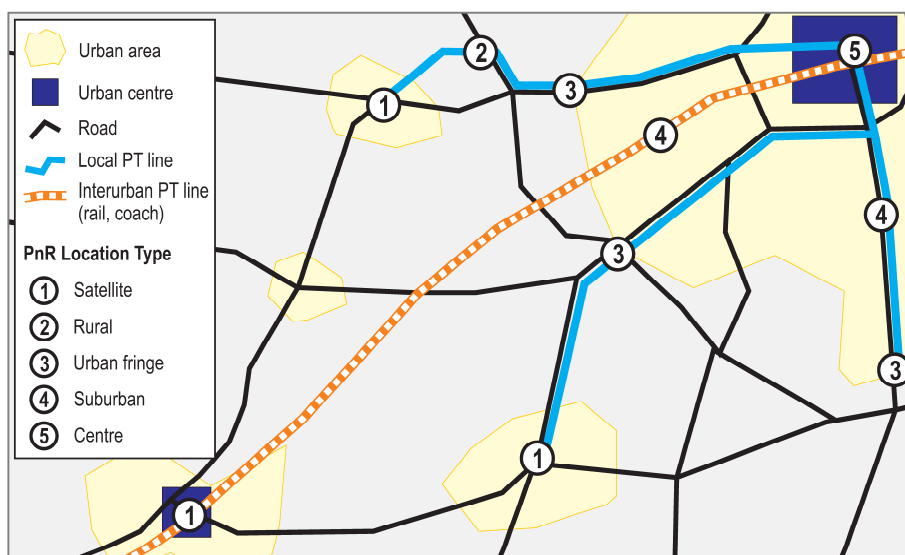 Urban area
Urban centre
Road
Local PT line
Interurban PT line
(rail, coach)
PnR Location Type
1 Satellite
2 Rural
3 Urban fringe
4 Suburban
5 Centre
2
5
3
1
4
4
3
3
1
1